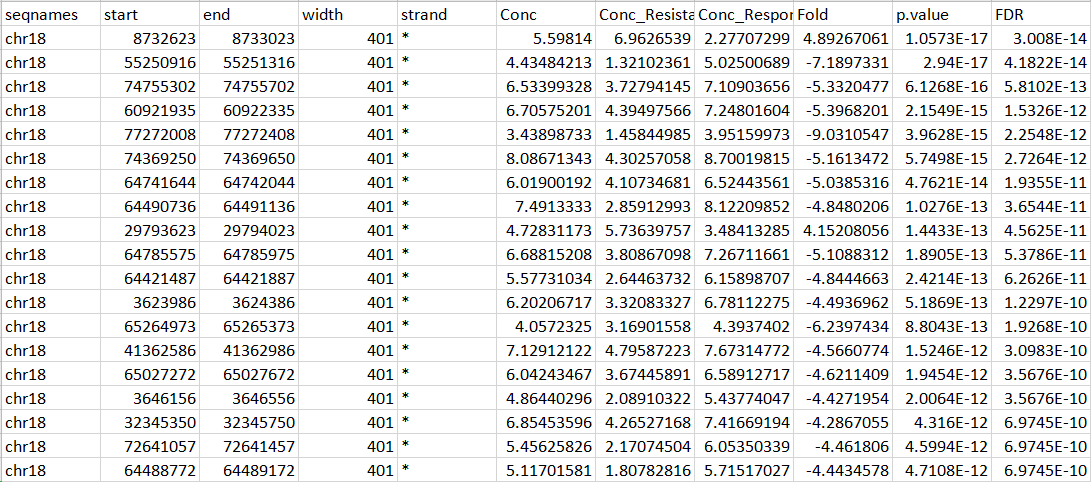 seqnames start end width strand Conc Conc_Resista Conc_Respor Fold p.value FDR
chr18 8732623 8733023 401 * 5.59814 6.9626539 2.27707299 4.89267061 1.0573E-17 3.008E-14
chr18 55250916 55251316 401 * 4.43484213 1.32102361 5.02500689 -7.1897331 2.94E-17 4.1822E-14
chr18 74755302 74755702 401 * 6.53399328 3.72794145 7.10903656 -5.3320477 6.1268E-16 5.8102E-13
chr18 60921935 60922335 401 * 6.70575201 4.39497566 7.24801604 -5.3968201 2.1549E-15 1.5326E-12
chr18 77272008 77272408 401 * 3.43898733 1.45844985 3.95159973 -9.0310547 3.9628E-15 2.2548E-12
chr18 74369250 74369650 401 * 8.08671343 4.30257058 8.70019815 -5.1613472 5.7498E-15 2.7264E-12
chr18 64741644 64742044 401 * 6.01900192 4.10734681 6.52443561 -5.0385316 4.7621E-14 1.9355E-11
chr18 64490736 64491136 401 * 7.4913333 2.85912993 8.12209852 -4.8480206 1.0276E-13 3.6544E-11
chr18 29793623 29794023 401 * 4.72831173 5.73639757 3.48413285 4.15208056 1.4433E-13 4.5625E-11
chr18 64785575 64785975 401 * 6.68815208 3.80867098 7.26711661 -5.1088312 1.8905E-13 5.3786E-11
chr18 64421487 64421887 401 * 5.57731034 2.64463732 6.15898707 -4.8444663 2.4214E-13 6.2626E-11
chr18 3623986 3624386 401 * 6.20206717 3.32083327 6.78112275 -4.4936962 5.1869E-13 1.2297E-10
chr18 65264973 65265373 401 * 4.0572325 3.16901558 4.3937402 -6.2397434 8.8043E-13 1.9268E-10
chr18 41362586 41362986 401 * 7.12912122 4.79587223 7.67314772 -4.5660774 1.5246E-12 3.0983E-10
chr18 65027272 65027672 401 * 6.04243467 3.67445891 6.58912717 -4.6211409 1.9454E-12 3.5676E-10
chr18 3646156 3646556 401 * 4.86440296 2.08910322 5.43774047 -4.4271954 2.0064E-12 3.5676E-10
chr18 32345350 32345750 401 * 6.85453596 4.26527168 7.41669194 -4.2867055 4.316E-12 6.9745E-10
chr18 72641057 72641457 401 * 5.45625826 2.17074504 6.05350339 -4.461806 4.5994E-12 6.9745E-10
chr18 64488772 64489172 401 * 5.11701581 1.80782816 5.71517027 -4.4434578 4.7108E-12 6.9745E-10